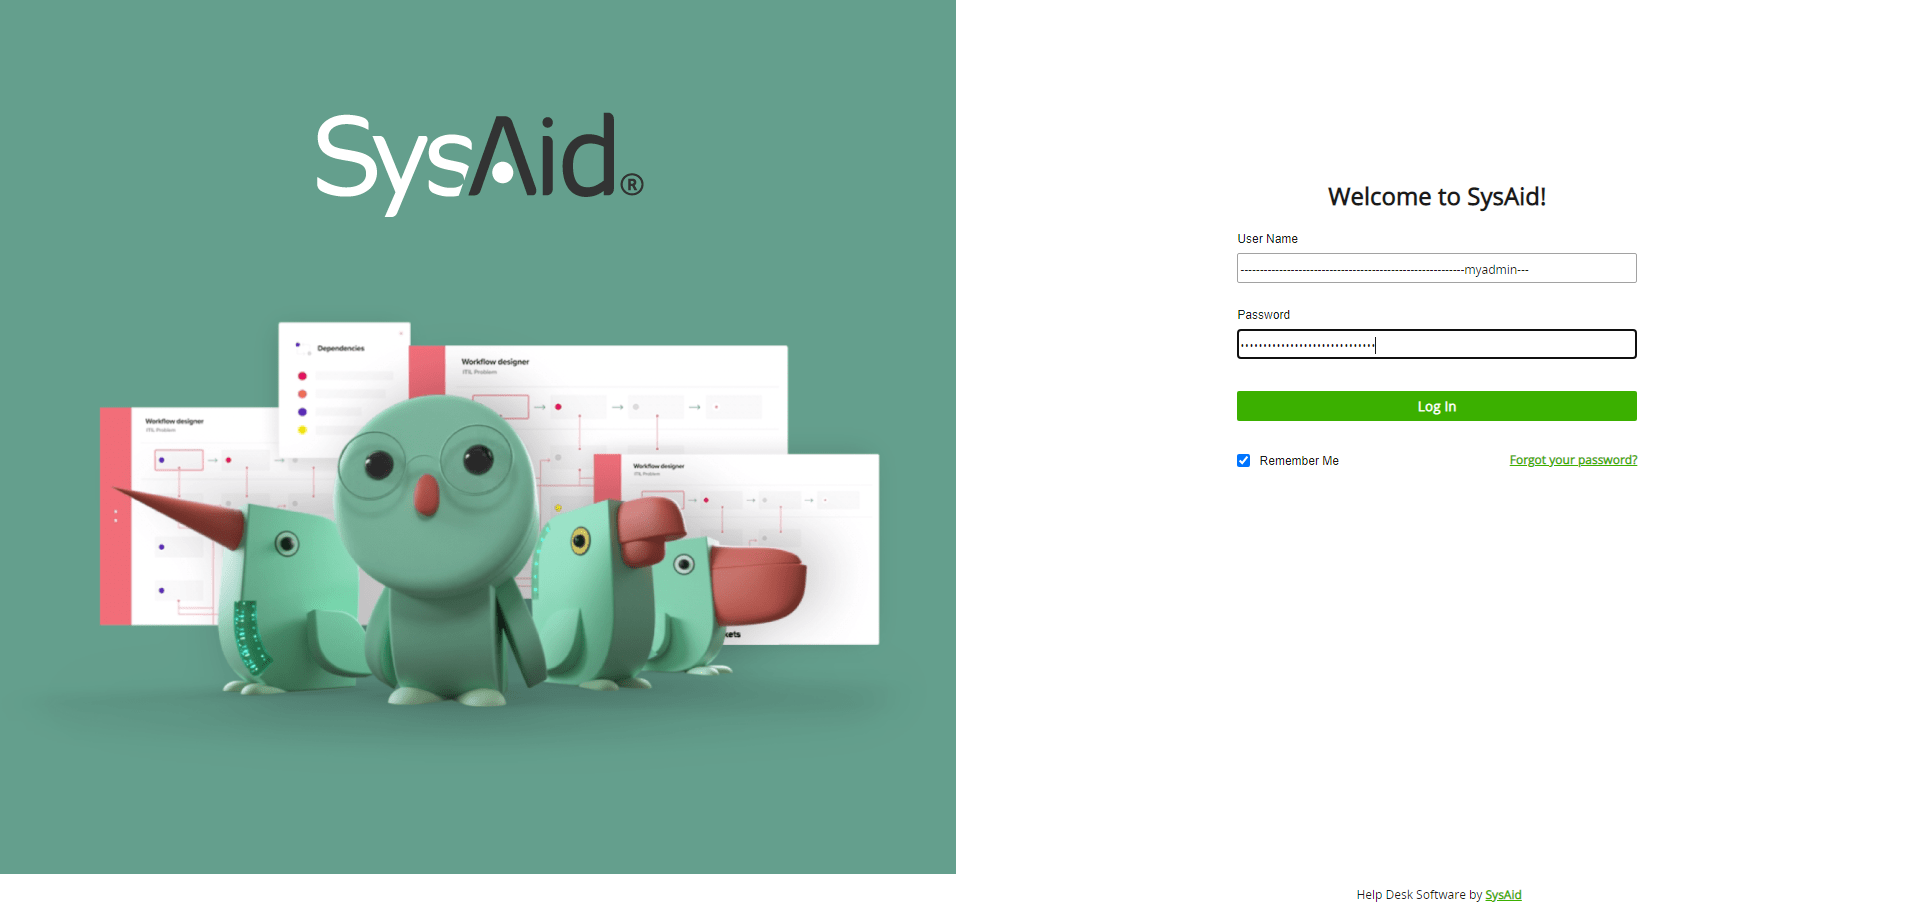 SysAid®
Dependencies
Workflow designer
ITIL Problem
Workflow designer
ITIL Problem
Workflow designer
ITIL Problem
kets
Welcome to SysAid!
User Name
----------------------------------------------------------myadmin---
Password
Log In
Remember Me
Forgot your password?
Help Desk Software by SysAid